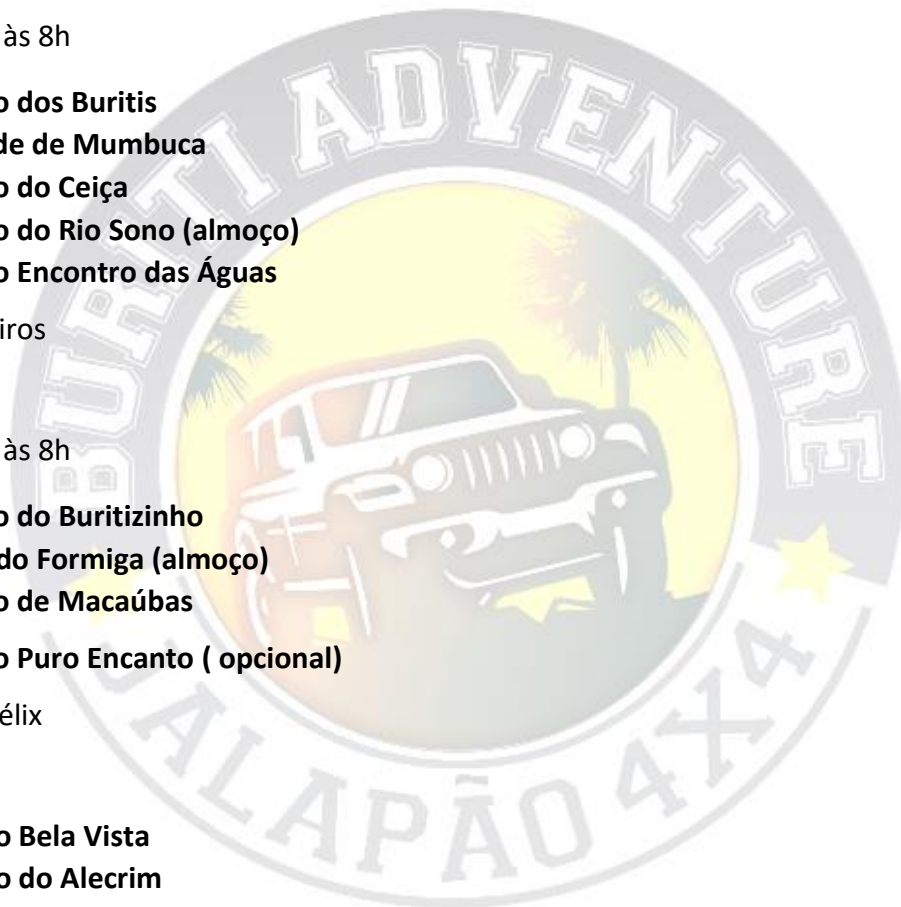 às 8h
o dos Buritis
de de Mumbuca
o do Ceiça
o do Rio Sono (almoço)
o Encontro das Águas
iros
às 8h
o do Buritizinho
do Formiga (almoço)
o de Macaúbas
o Puro Encanto ( opcional)
élix
o Bela Vista
o do Alecrim
BURITI ADVENTURE
JALAPÃO 4X4